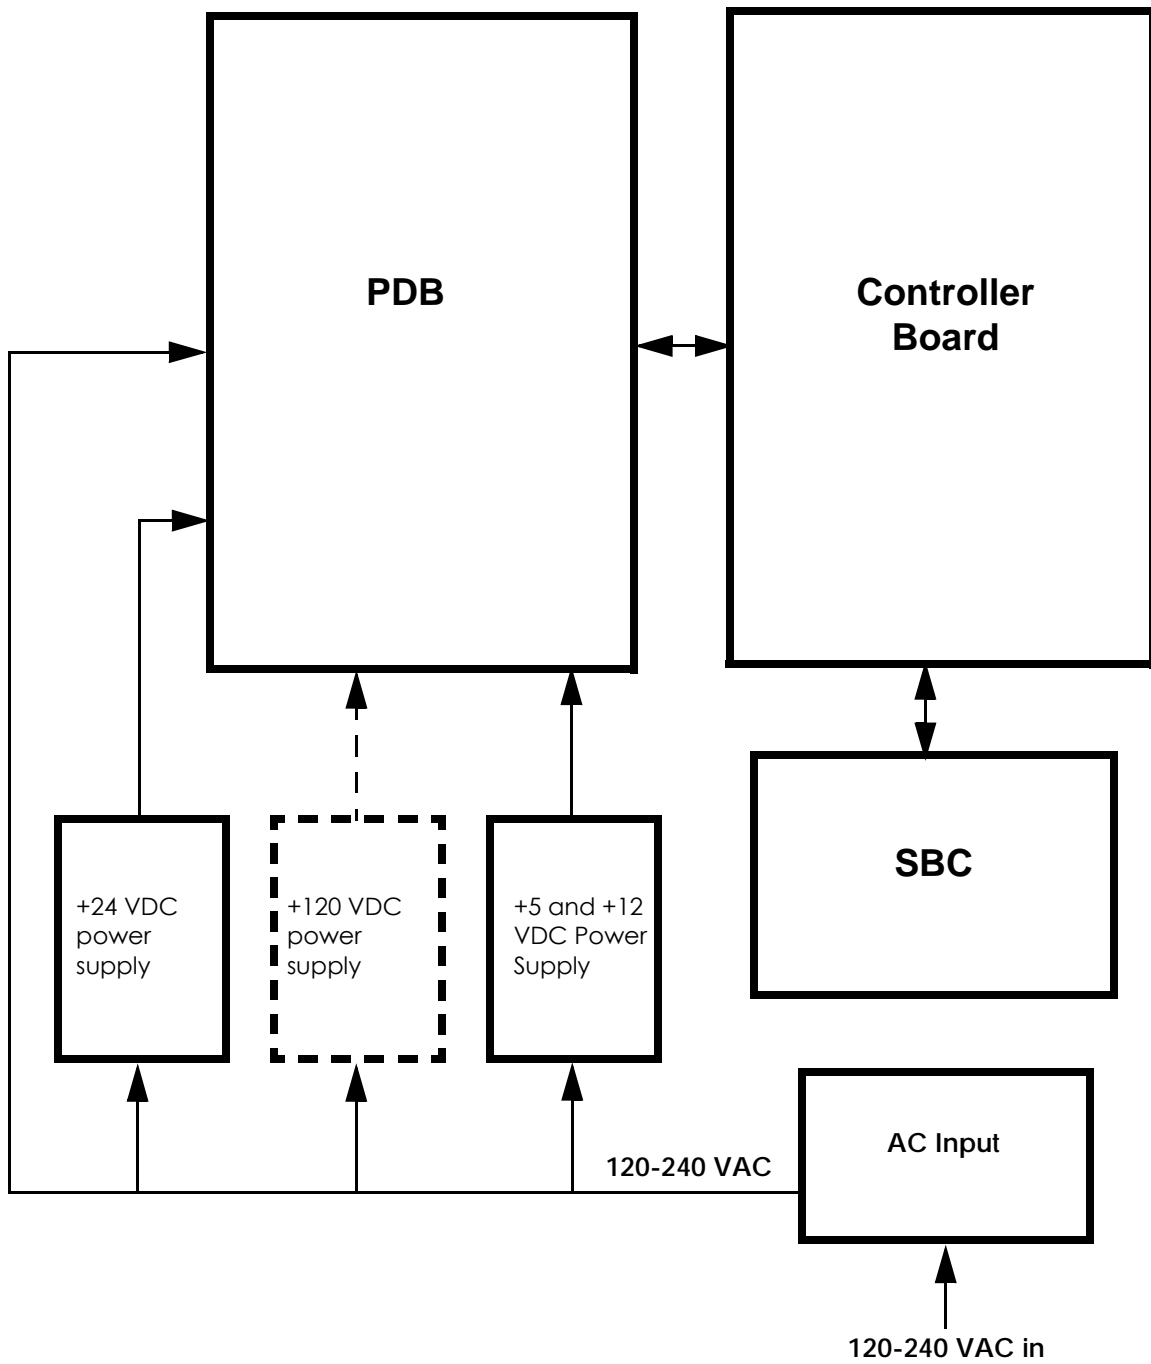 PDB
Controller
Board
+24 VDC
power
supply
+120 VDC
power
supply
+5 and +12
VDC Power
Supply
SBC
AC Input
120-240 VAC
120-240 VAC in